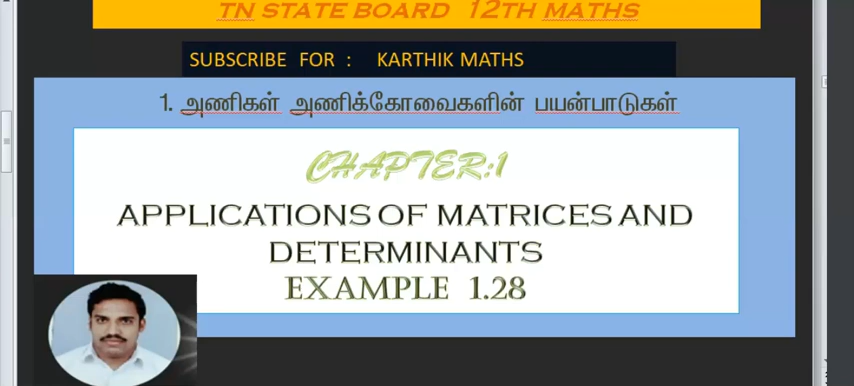 TN STATE BOARD 12TH MATHS
SUBSCRIBE FOR : KARTHIK MATHS
1. அணிகள் அணிக்கோவைகளின் பயன்பாடுகள்
CHAPTER:1
APPLICATIONS OF MATRICES AND
DETERMINANTS
EXAMPLE 1.28